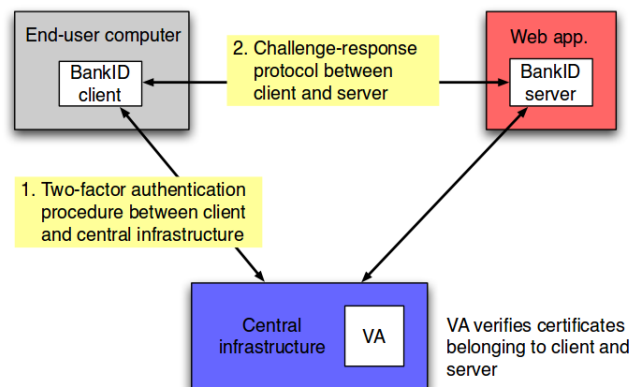 End-user computer
BankID
client
2. Challenge-response
protocol between
client and server
Web app.
BankID
server
1. Two-factor authentication
procedure between client
and central infrastructure
Central
infrastructure
VA
VA verifies certificates
belonging to client and
server